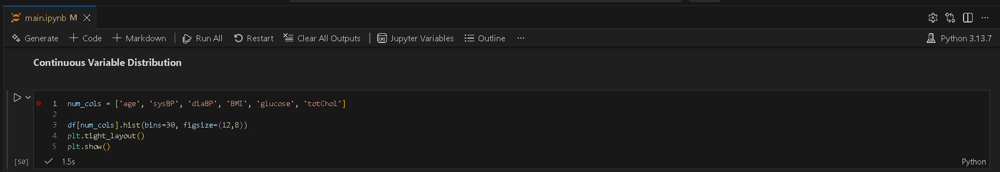 main.ipynb M
Generate + Code + Markdown Run All Restart Clear All Outputs Jupyter Variables Outline ... Python 3.13.7
Continuous Variable Distribution
1 num_cols = ['age', 'sysBP', 'diaBP', 'BMI', 'glucose', 'totChol']
2
3 df[num_cols].hist(bins=30, figsize=(12,8))
4 plt.tight_layout()
5 plt.show()
[50] 1.5s Python